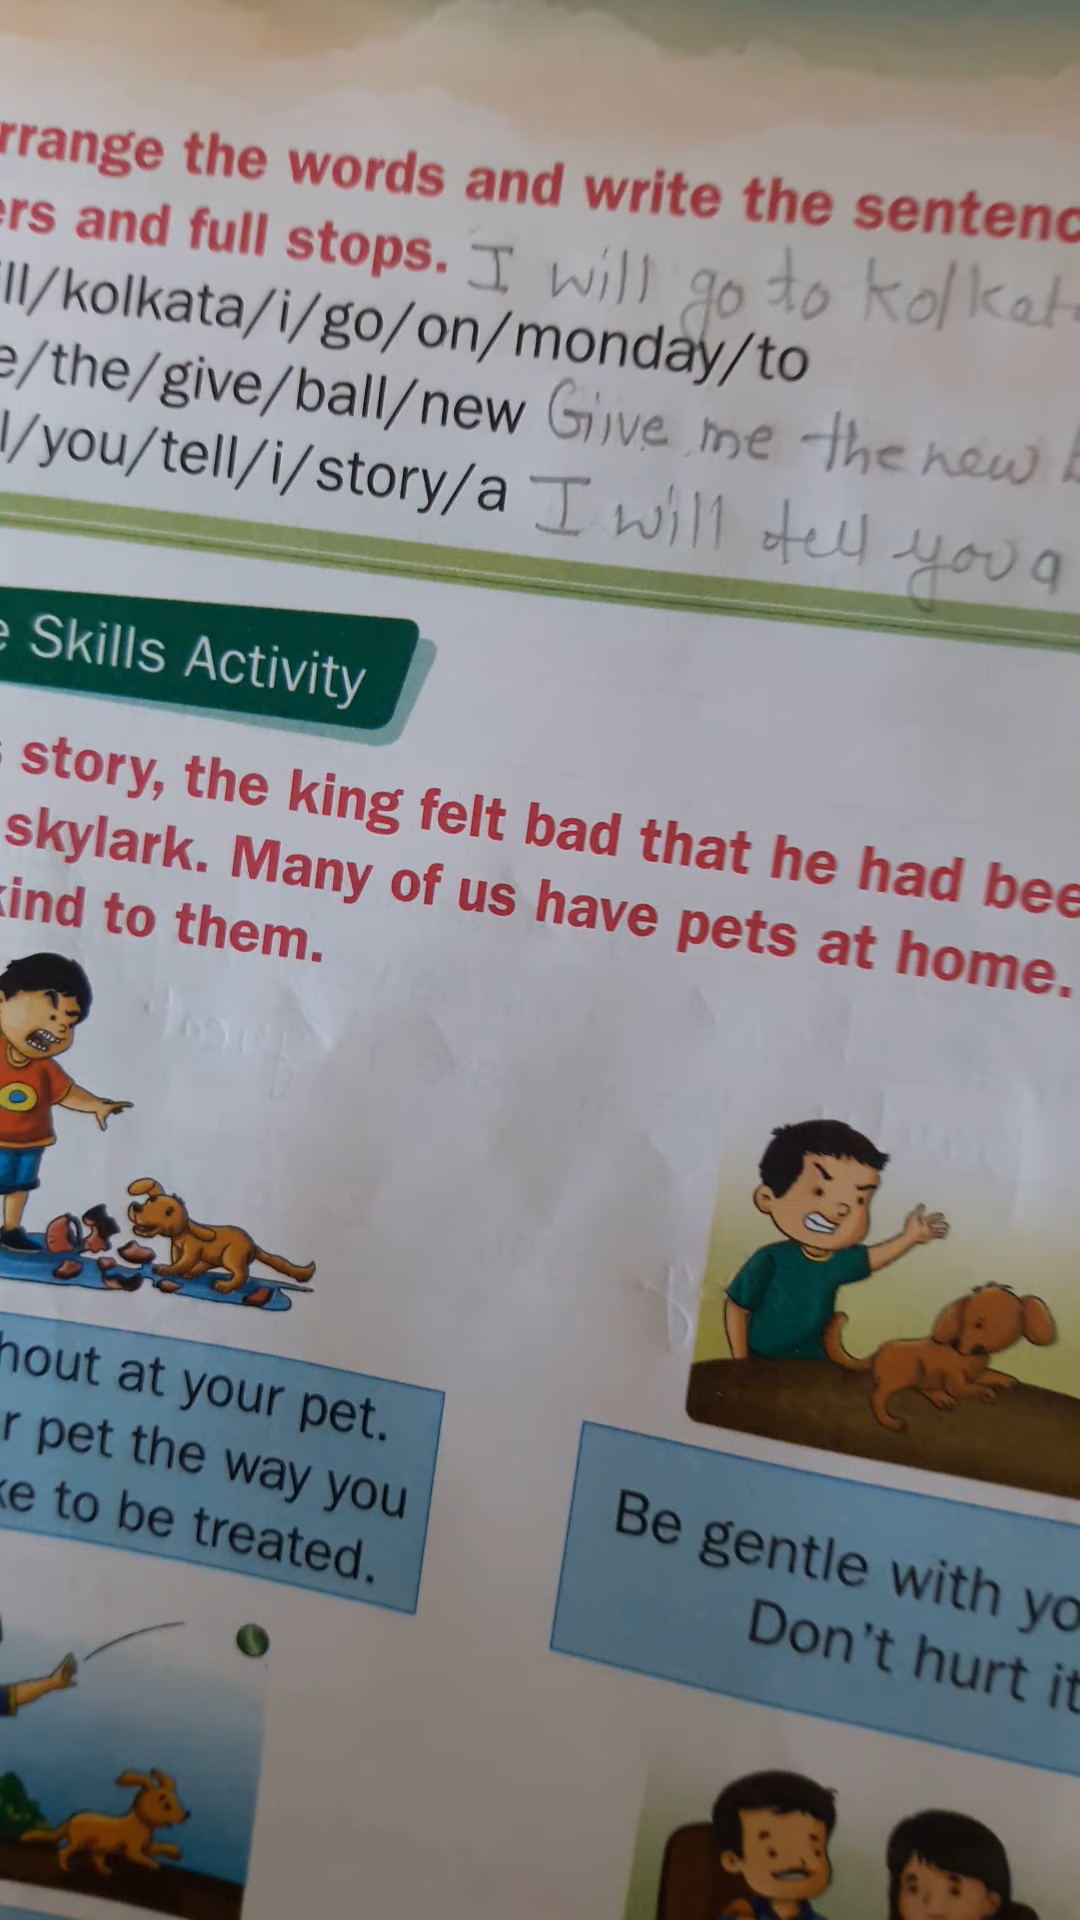 rrange the words and write the sentenc
ers and full stops. I will go to kolkat
ll/kolkata/i/go/on/monday/to
e/the/give/ball/new Give me the new b
l/you/tell/i/story/a I will tell you a
e Skills Activity
s story, the king felt bad that he had bee
skylark. Many of us have pets at home.
kind to them.
hout at your pet.
r pet the way you
ke to be treated.
Be gentle with yo
Don't hurt it